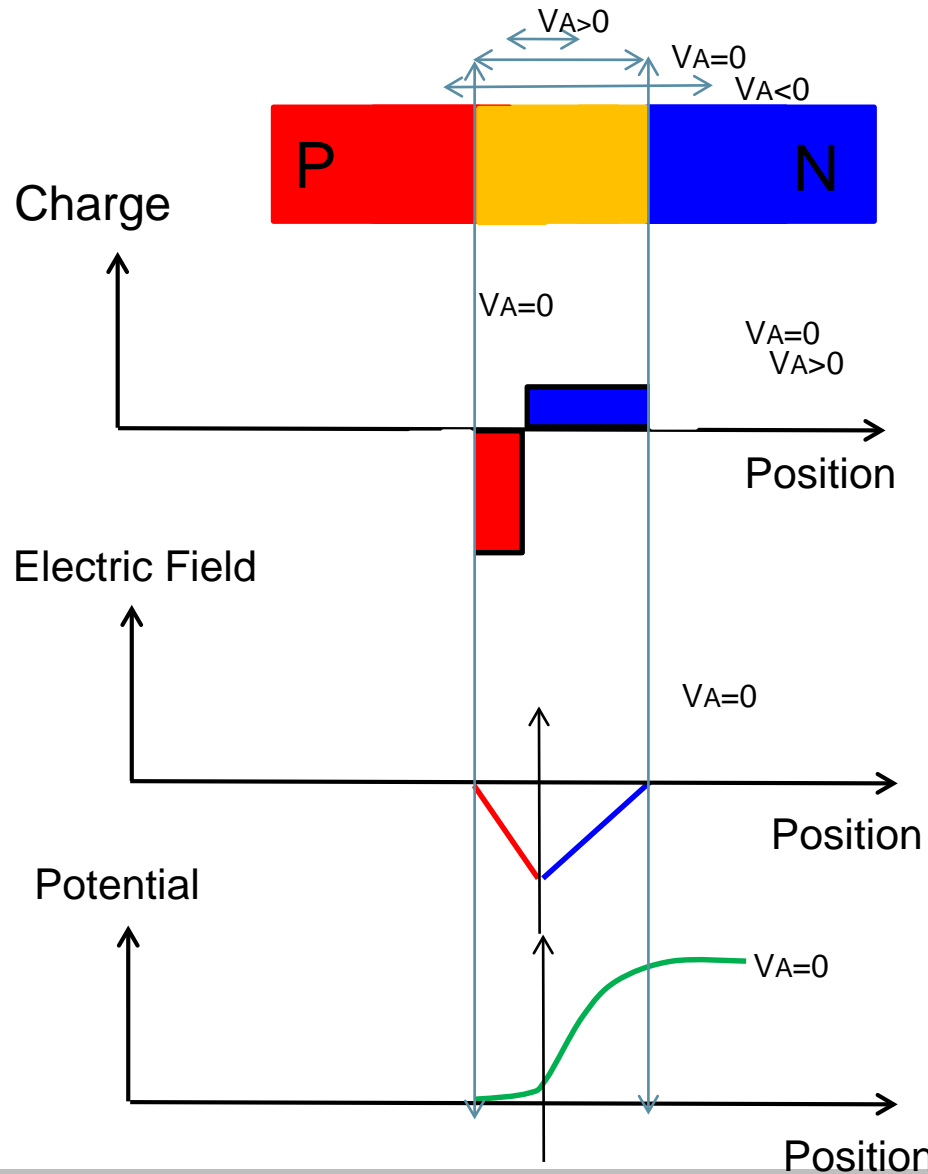 VA>0
VA=0
VA<0
P
N
Charge
VA=0
VA=0
VA>0
Position
Electric Field
VA=0
Position
Potential
VA=0
Position